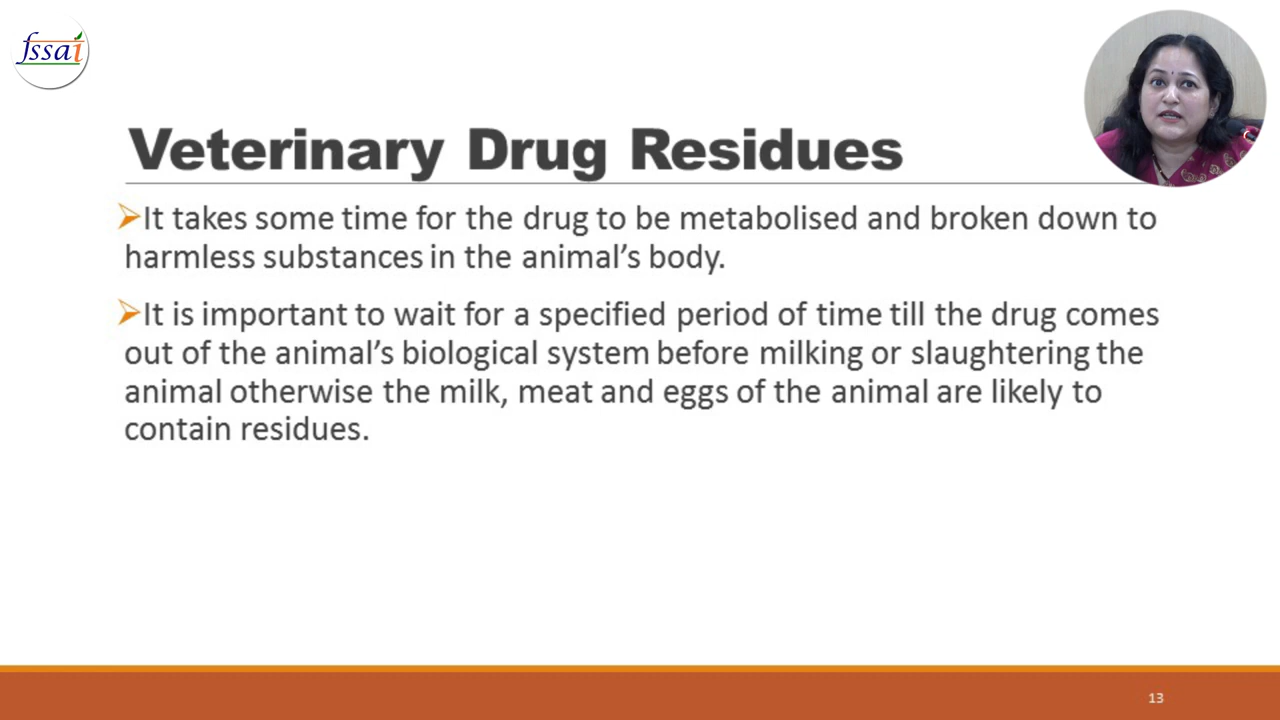 fssai
Veterinary Drug Residues
It takes some time for the drug to be metabolised and broken down to
harmless substances in the animal's body.
It is important to wait for a specified period of time till the drug comes
out of the animal's biological system before milking or slaughtering the
animal otherwise the milk, meat and eggs of the animal are likely to
contain residues.
13